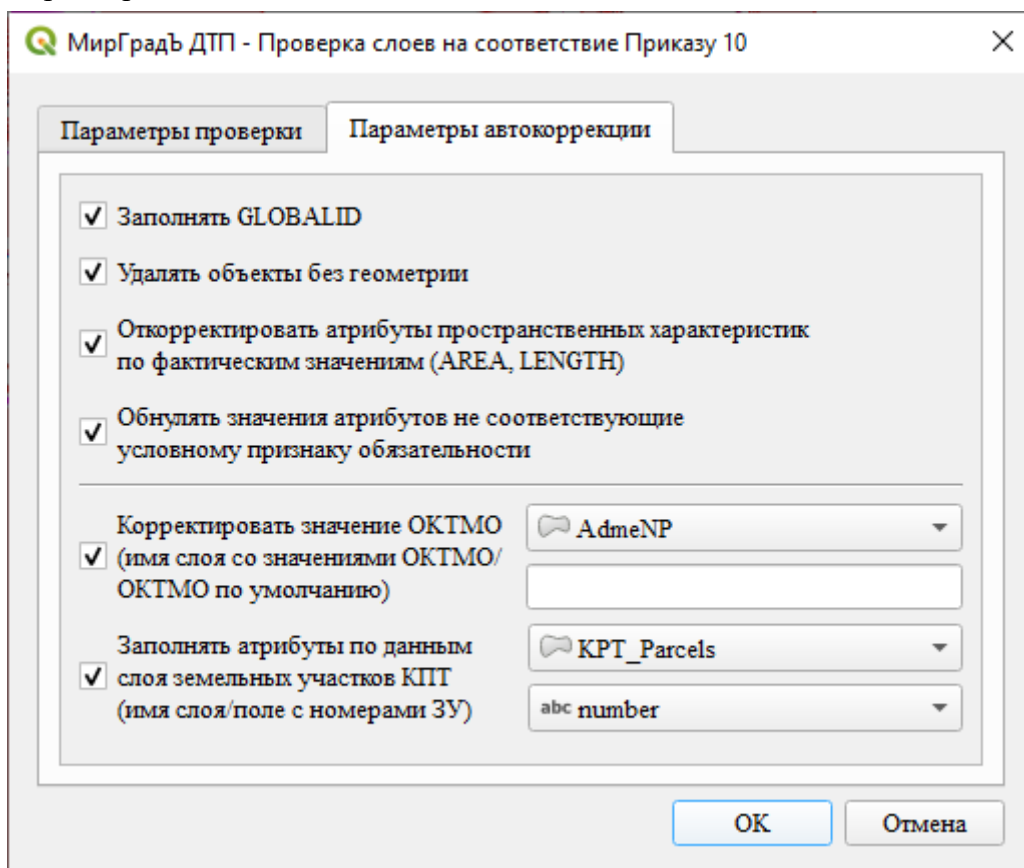 МирГрадЪ ДТП - Проверка слоев на соответствие Приказу 10
Параметры проверки
Параметры автокоррекции
Заполнять GLOBALID
Удалять объекты без геометрии
Откорректировать атрибуты пространственных характеристик
по фактическим значениям (AREA, LENGTH)
Обнулять значения атрибутов не соответствующие
условному признаку обязательности
Корректировать значение ОКТМО
(имя слоя со значениями ОКТМО/
ОКТМО по умолчанию)
AdmeNP
Заполнять атрибуты по данным
слоя земельных участков КПТ
(имя слоя/поле с номерами ЗУ)
KPT_Parcels
abc number
OK
Отмена